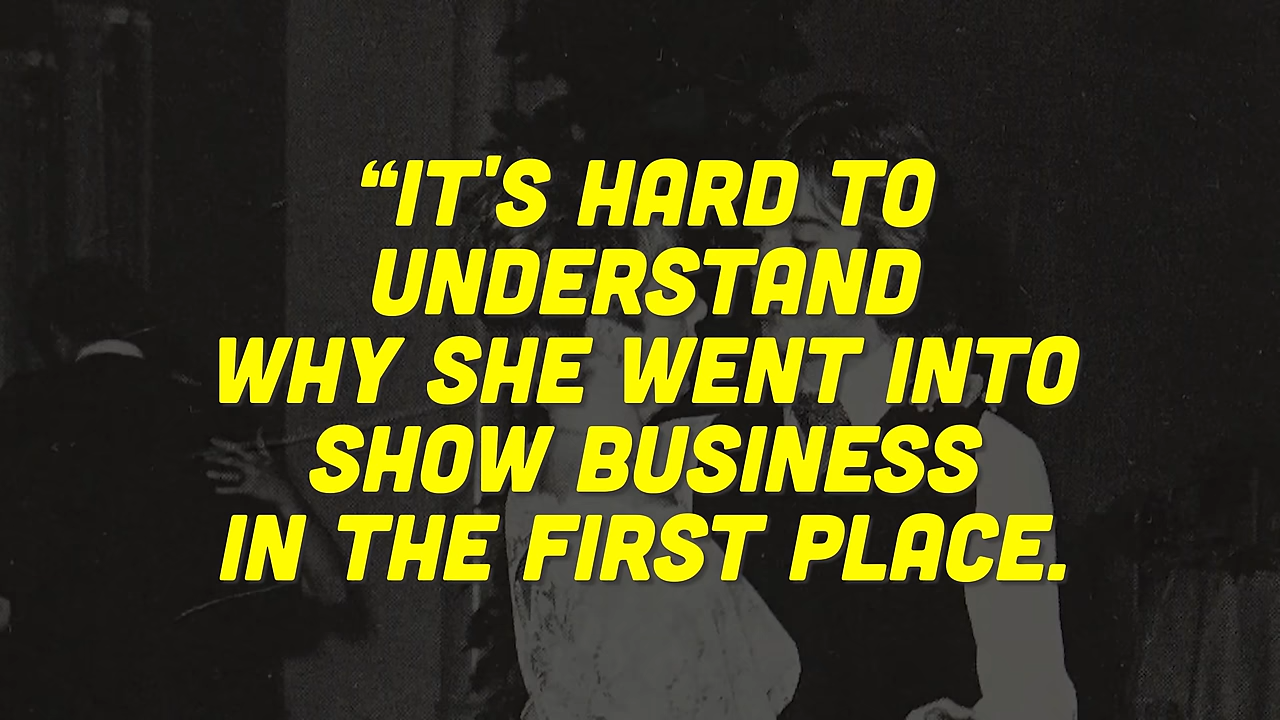 “IT'S HARD TO
UNDERSTAND
WHY SHE WENT INTO
SHOW BUSINESS
IN THE FIRST PLACE.